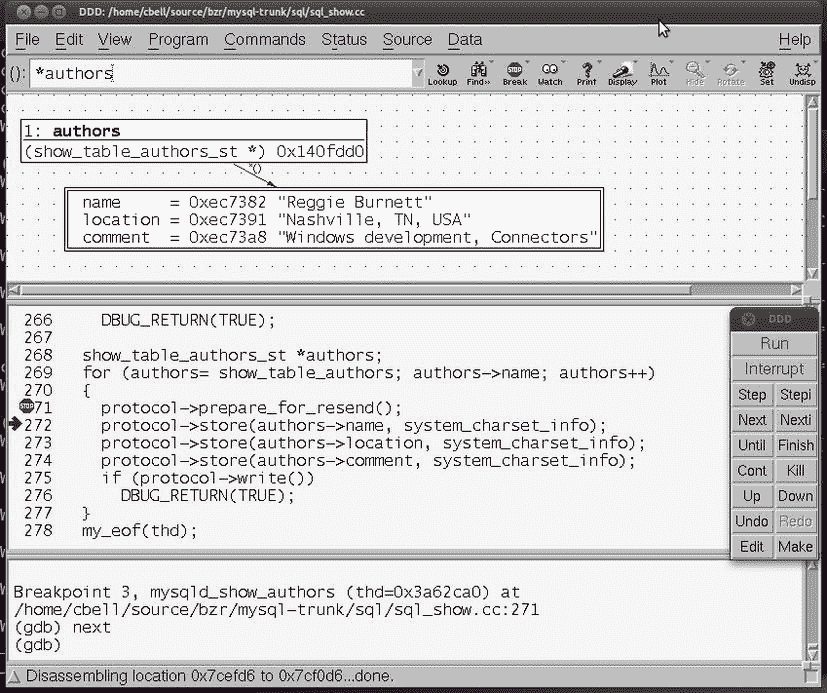 DDD: /home/cbell/source/bzr/mysql-trunk/sql/sql_show.cc
File Edit View Program Commands Status Source Data Help
(): *authors
Lookup Find» Break Watch Print Display Plot Hide Rotate Set Undisp
1: authors
(show_table_authors_st *) 0x140fdd0
*()
name = 0xec7382 "Reggie Burnett"
location = 0xec7391 "Nashville, TN, USA"
comment = 0xec73a8 "Windows development, Connectors"
266 DBUG_RETURN(TRUE);
267
268 show_table_authors_st *authors;
269 for (authors= show_table_authors; authors->name; authors++)
270 {
STOP 71 protocol->prepare_for_resend();
272 protocol->store(authors->name, system_charset_info);
273 protocol->store(authors->location, system_charset_info);
274 protocol->store(authors->comment, system_charset_info);
275 if (protocol->write())
276 DBUG_RETURN(TRUE);
277 }
278 my_eof(thd);
DDD
Run
Interrupt
Step Stepi
Next Nexti
Until Finish
Cont Kill
Up Down
Undo Redo
Edit Make
Breakpoint 3, mysqld_show_authors (thd=0x3a62ca0) at
/home/cbell/source/bzr/mysql-trunk/sql/sql_show.cc:271
(gdb) next
(gdb)
Disassembling location 0x7cefd6 to 0x7cf0d6...done.